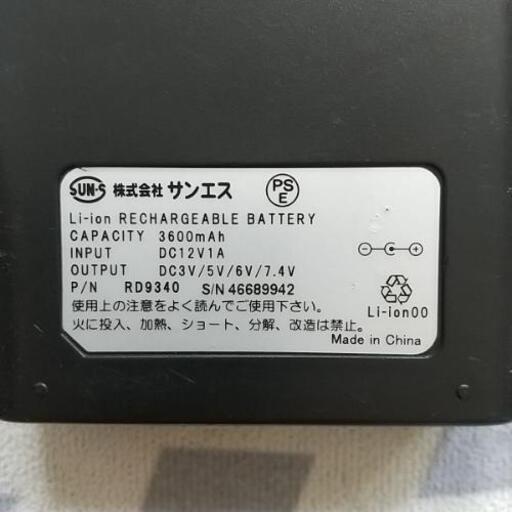 SUN·S 株式会社 サンエス PS E
Li-ion RECHARGEABLE BATTERY
CAPACITY 3600mAh
INPUT DC12V1A
OUTPUT DC3V/5V/6V/7.4V
P/N RD9340 S/N 46689942
Li-ion00
使用上の注意をよく読んでご使用下さい。
火に投入、加熱、ショート、分解、改造は禁止。
Made in China